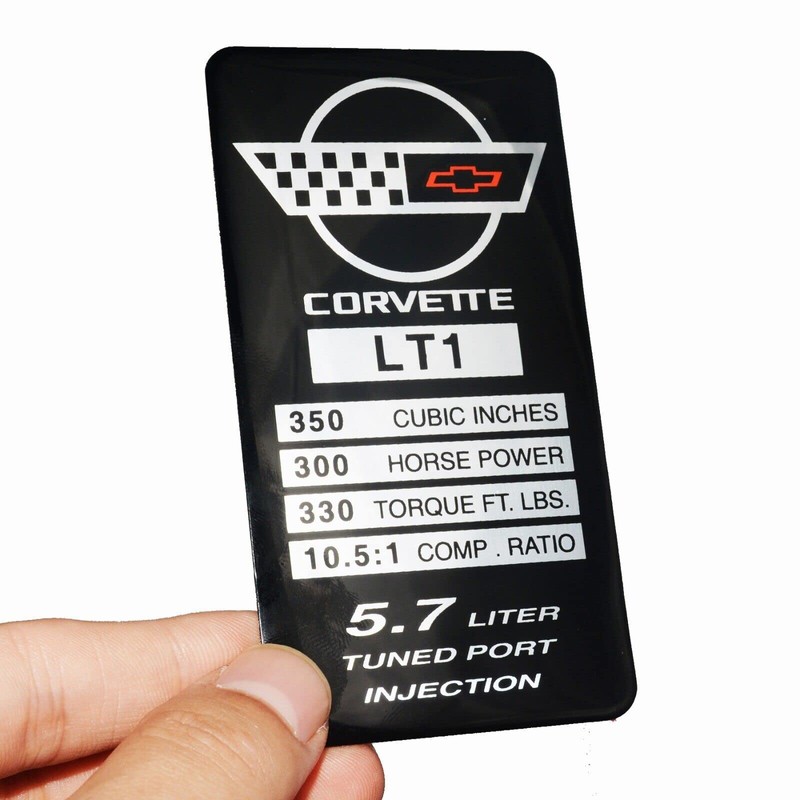 CORVETTE
LT1
350 CUBIC INCHES
300 HORSE POWER
330 TORQUE FT. LBS.
10.5:1 COMP . RATIO
5.7 LITER
TUNED PORT
INJECTION